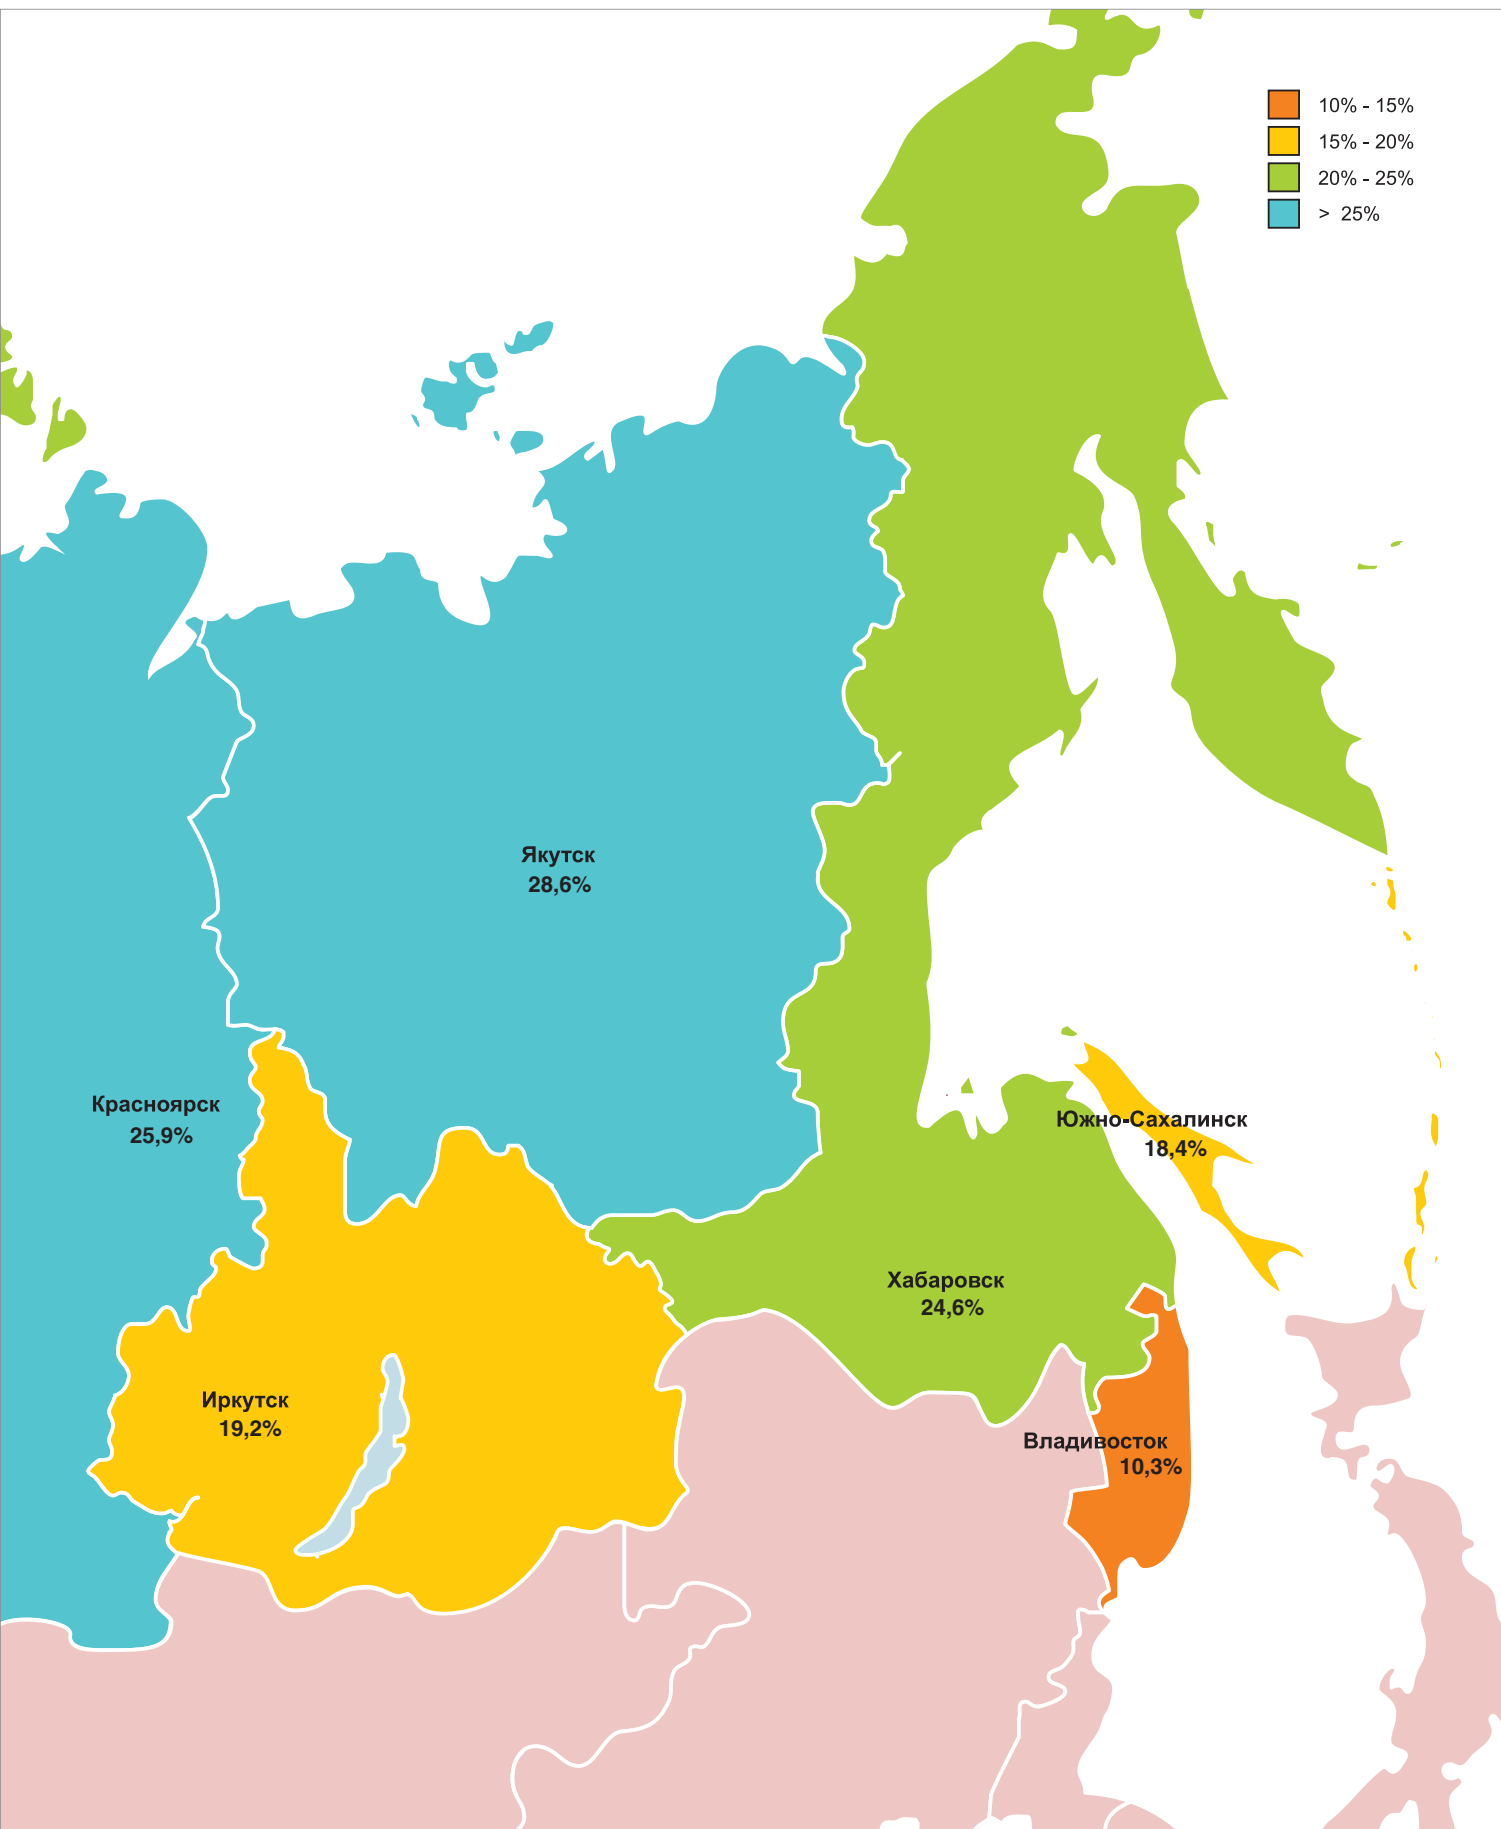 10% - 15%
15% - 20%
20% - 25%
> 25%
Якутск
28,6%
Красноярск
25,9%
Южно-Сахалинск
18,4%
Хабаровск
24,6%
Иркутск
19,2%
Владивосток
10,3%